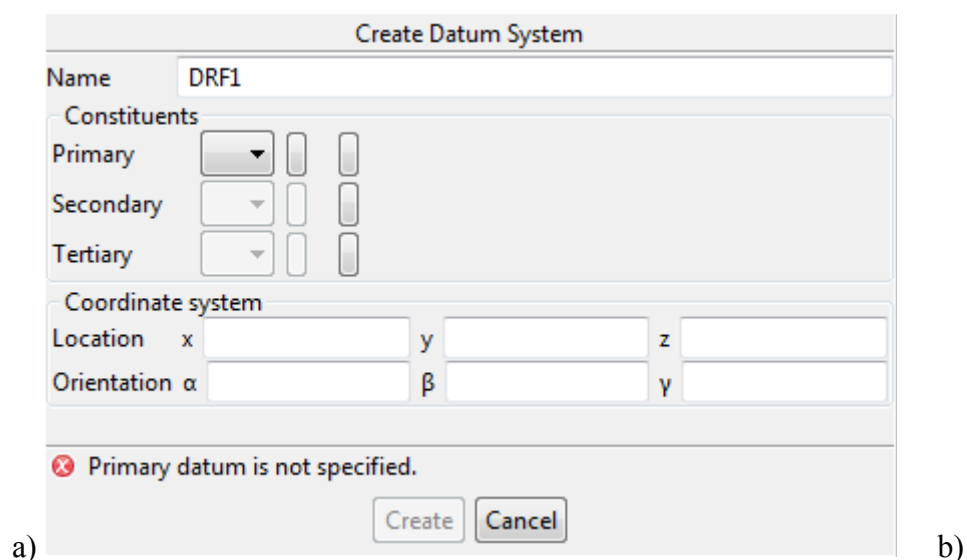 Create Datum System
Name DRF1
Constituents
Primary
Secondary
Tertiary
Coordinate system
Location x y z
Orientation α β γ
Primary datum is not specified.
Create Cancel
a) b)